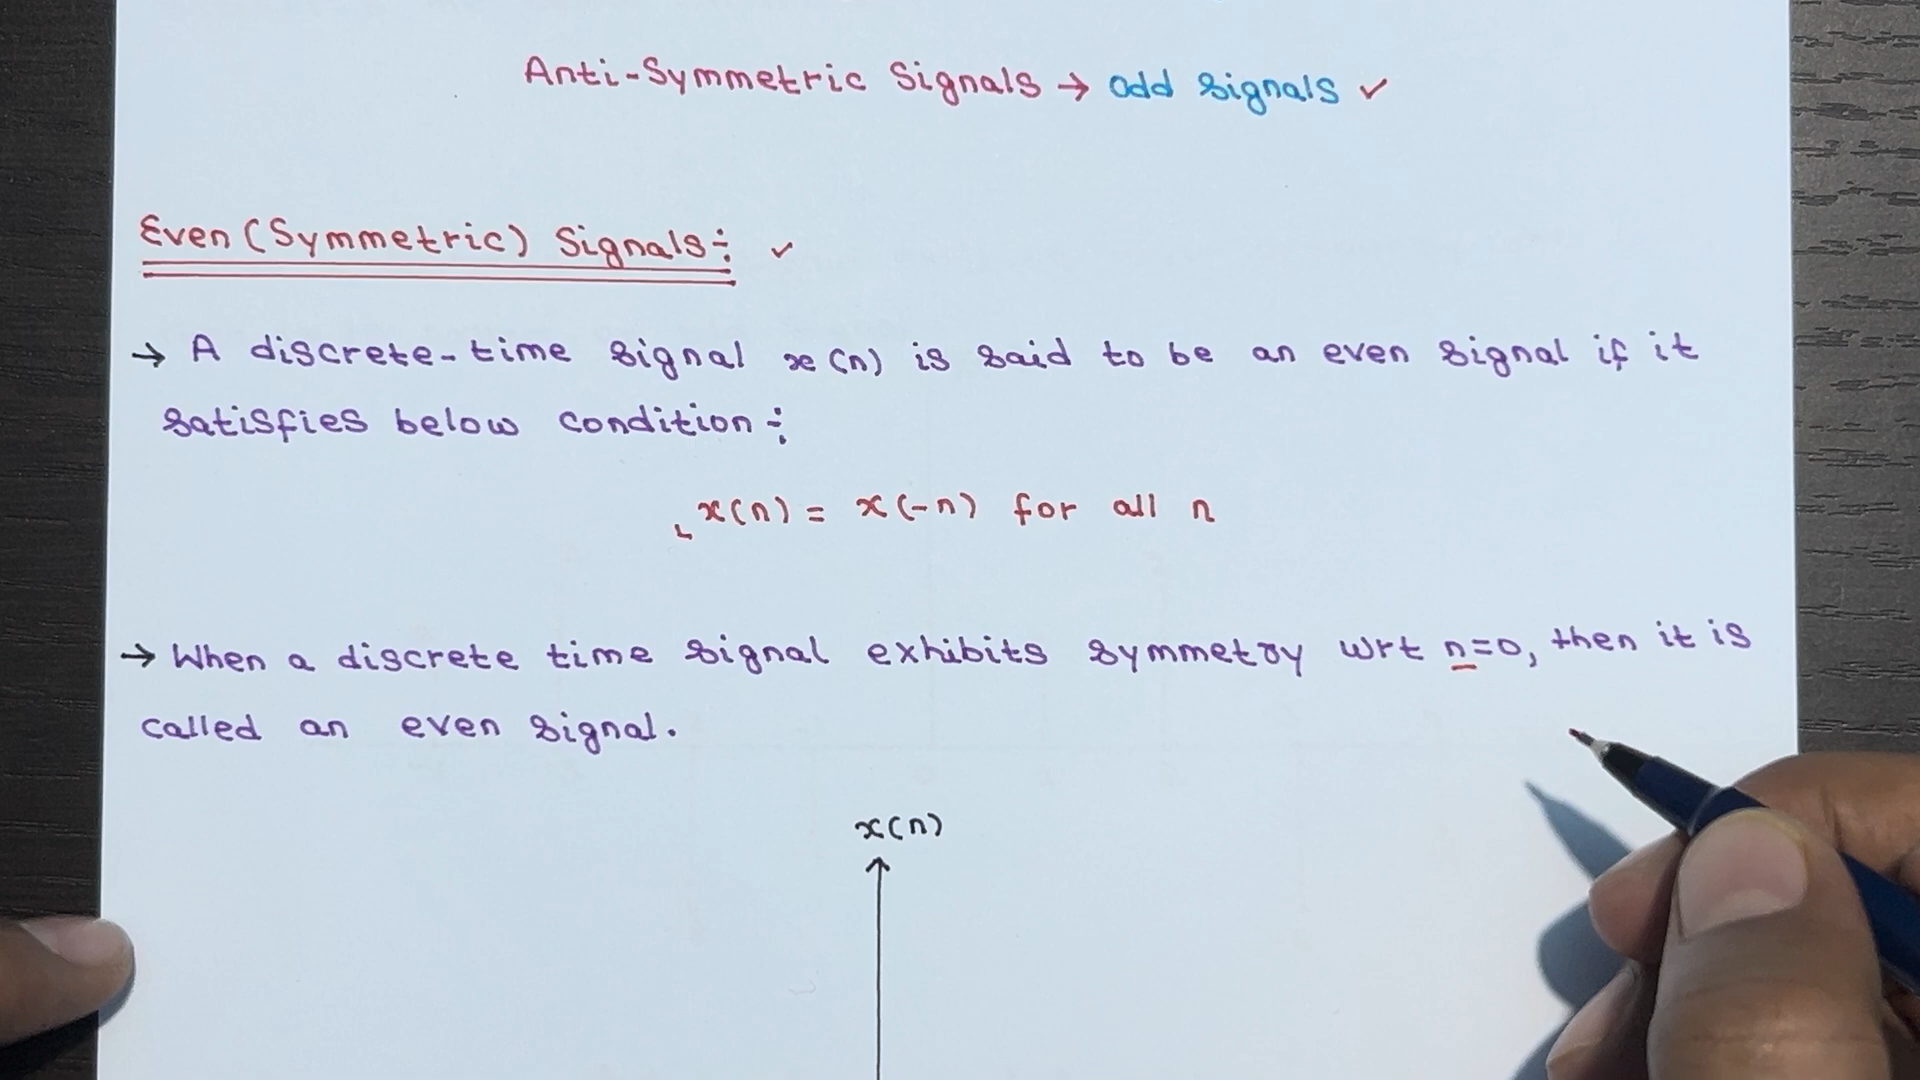 Anti-Symmetric Signals → Odd Signals ✓
Even (Symmetric) Signals :- ✓
→ A discrete-time signal x(n) is said to be an even signal if it
satisfies below condition :-
x(n) = x(-n) for all n
→ When a discrete time signal exhibits symmetry wrt n=0, then it is
called an even signal.
x(n)